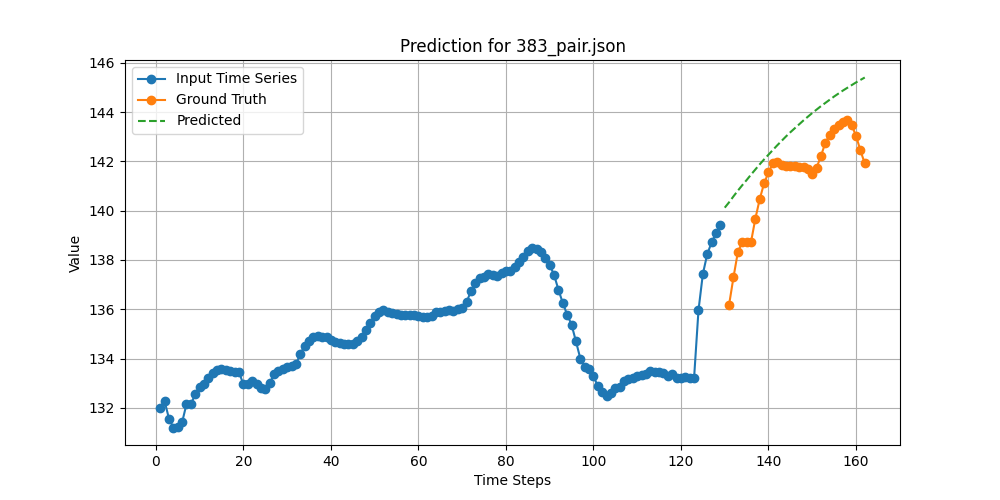 Prediction for 383_pair.json
Input Time Series
Ground Truth
Predicted
Value
146
144
142
140
138
136
134
132
0 20 40 60 80 100 120 140 160
Time Steps